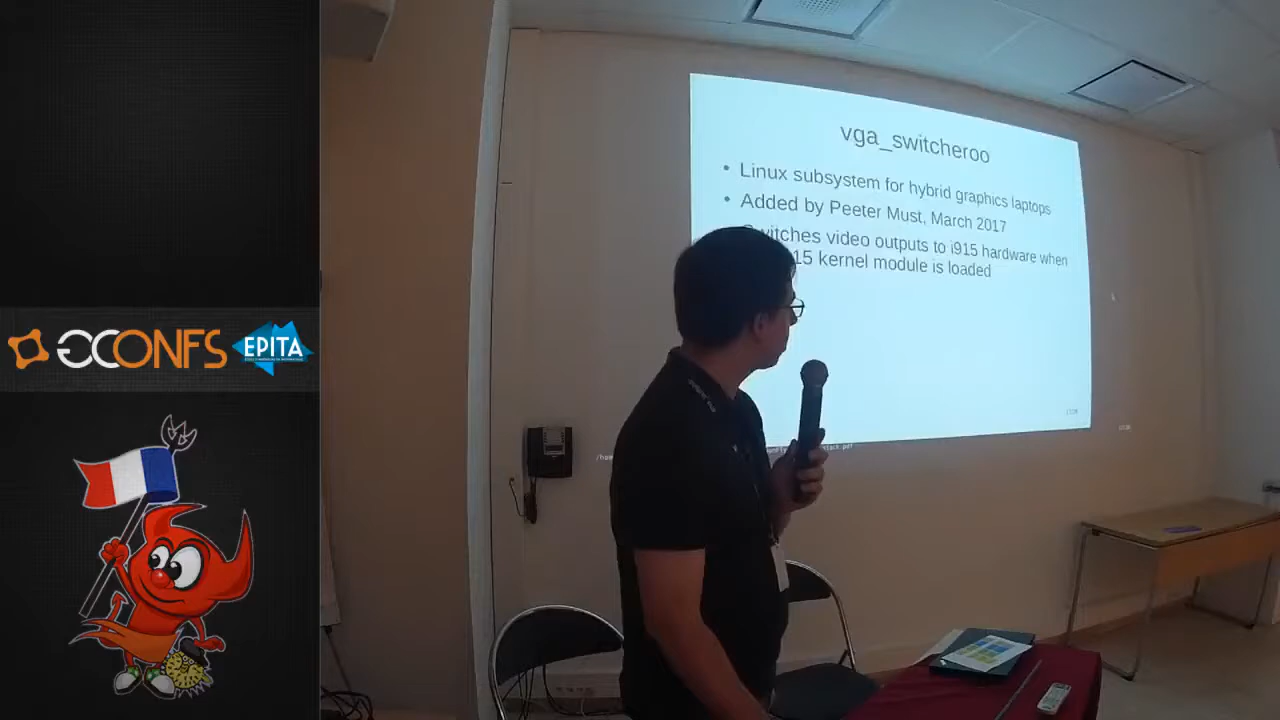 vga_switcheroo
• Linux subsystem for hybrid graphics laptops
• Added by Peeter Must, March 2017
witches video outputs to i915 hardware when
15 kernel module is loaded
GCONFS
EPITA